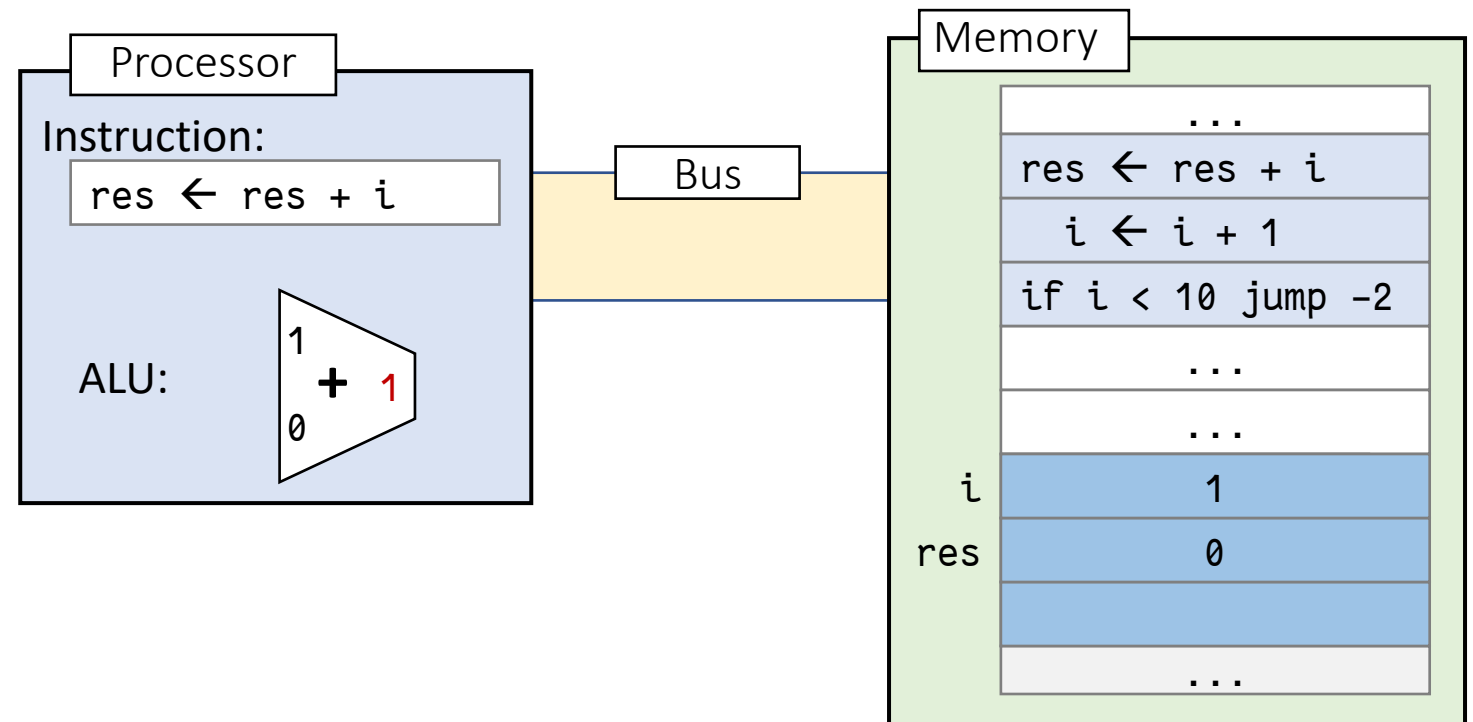 Processor
Instruction:
res ← res + i
ALU:
1
+ 1
0
Bus
Memory
...
res ← res + i
i ← i + 1
if i < 10 jump −2
...
...
i 1
res 0
...